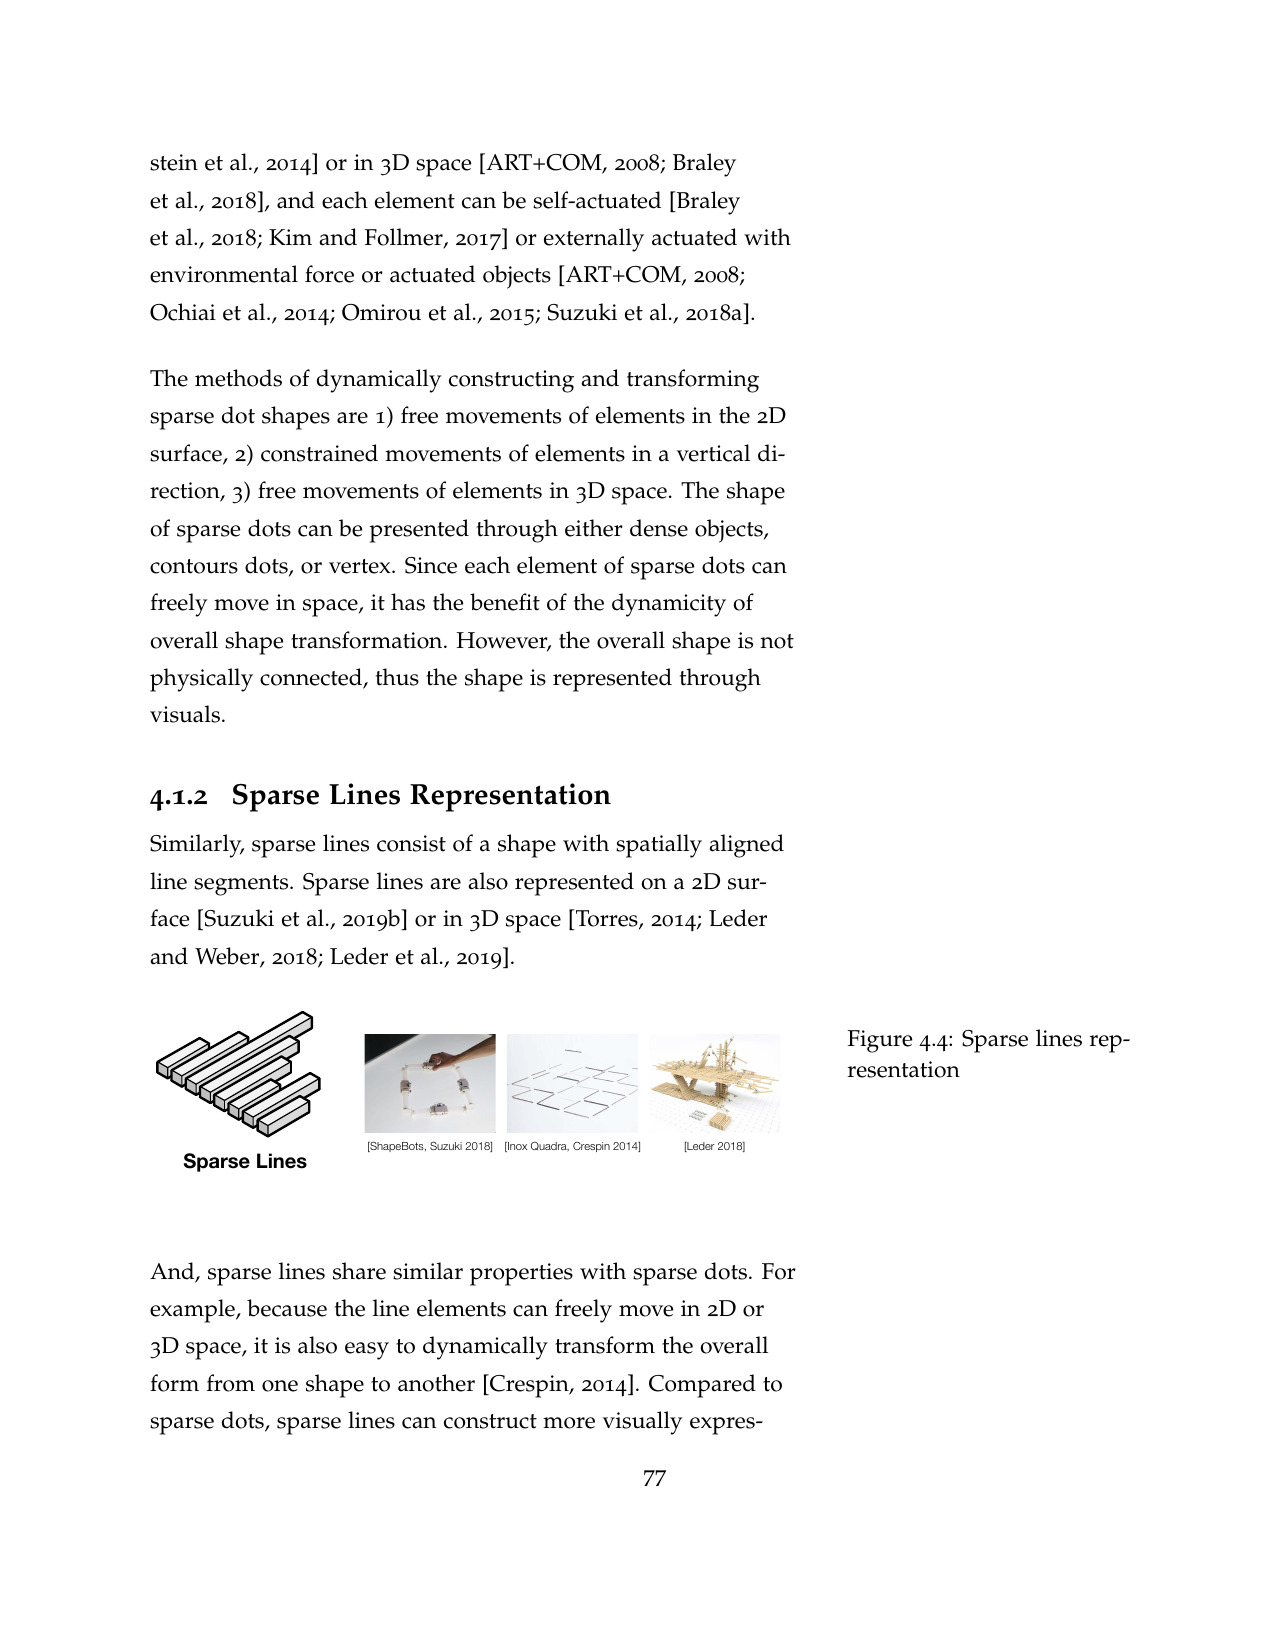 stein et al., 2014] or in 3D space [ART+COM, 2008; Braley
et al., 2018], and each element can be self-actuated [Braley
et al., 2018; Kim and Follmer, 2017] or externally actuated with
environmental force or actuated objects [ART+COM, 2008;
Ochiai et al., 2014; Omirou et al., 2015; Suzuki et al., 2018a].
The methods of dynamically constructing and transforming
sparse dot shapes are 1) free movements of elements in the 2D
surface, 2) constrained movements of elements in a vertical di-
rection, 3) free movements of elements in 3D space. The shape
of sparse dots can be presented through either dense objects,
contours dots, or vertex. Since each element of sparse dots can
freely move in space, it has the benefit of the dynamicity of
overall shape transformation. However, the overall shape is not
physically connected, thus the shape is represented through
visuals.
4.1.2 Sparse Lines Representation
Similarly, sparse lines consist of a shape with spatially aligned
line segments. Sparse lines are also represented on a 2D sur-
face [Suzuki et al., 2019b] or in 3D space [Torres, 2014; Leder
and Weber, 2018; Leder et al., 2019].
[ShapeBots, Suzuki 2018] [Inox Quadra, Crespin 2014] [Leder 2018]
Sparse Lines
Figure 4.4: Sparse lines rep-
resentation
And, sparse lines share similar properties with sparse dots. For
example, because the line elements can freely move in 2D or
3D space, it is also easy to dynamically transform the overall
form from one shape to another [Crespin, 2014]. Compared to
sparse dots, sparse lines can construct more visually expres-
77